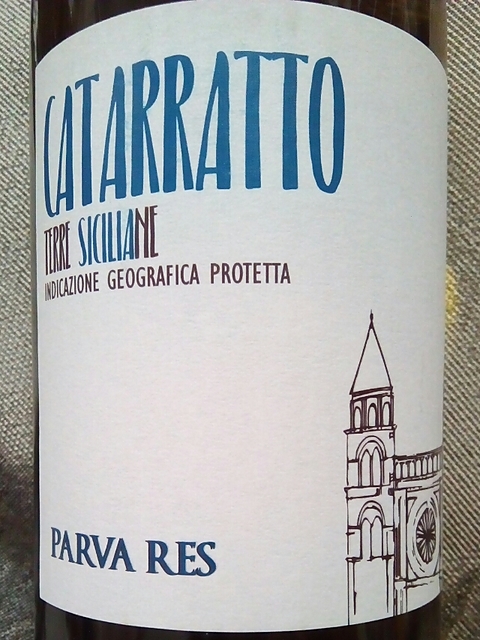 CATARRATTO
TERRE SICILIANE
INDICAZIONE GEOGRAFICA PROTETTA
PARVA RES